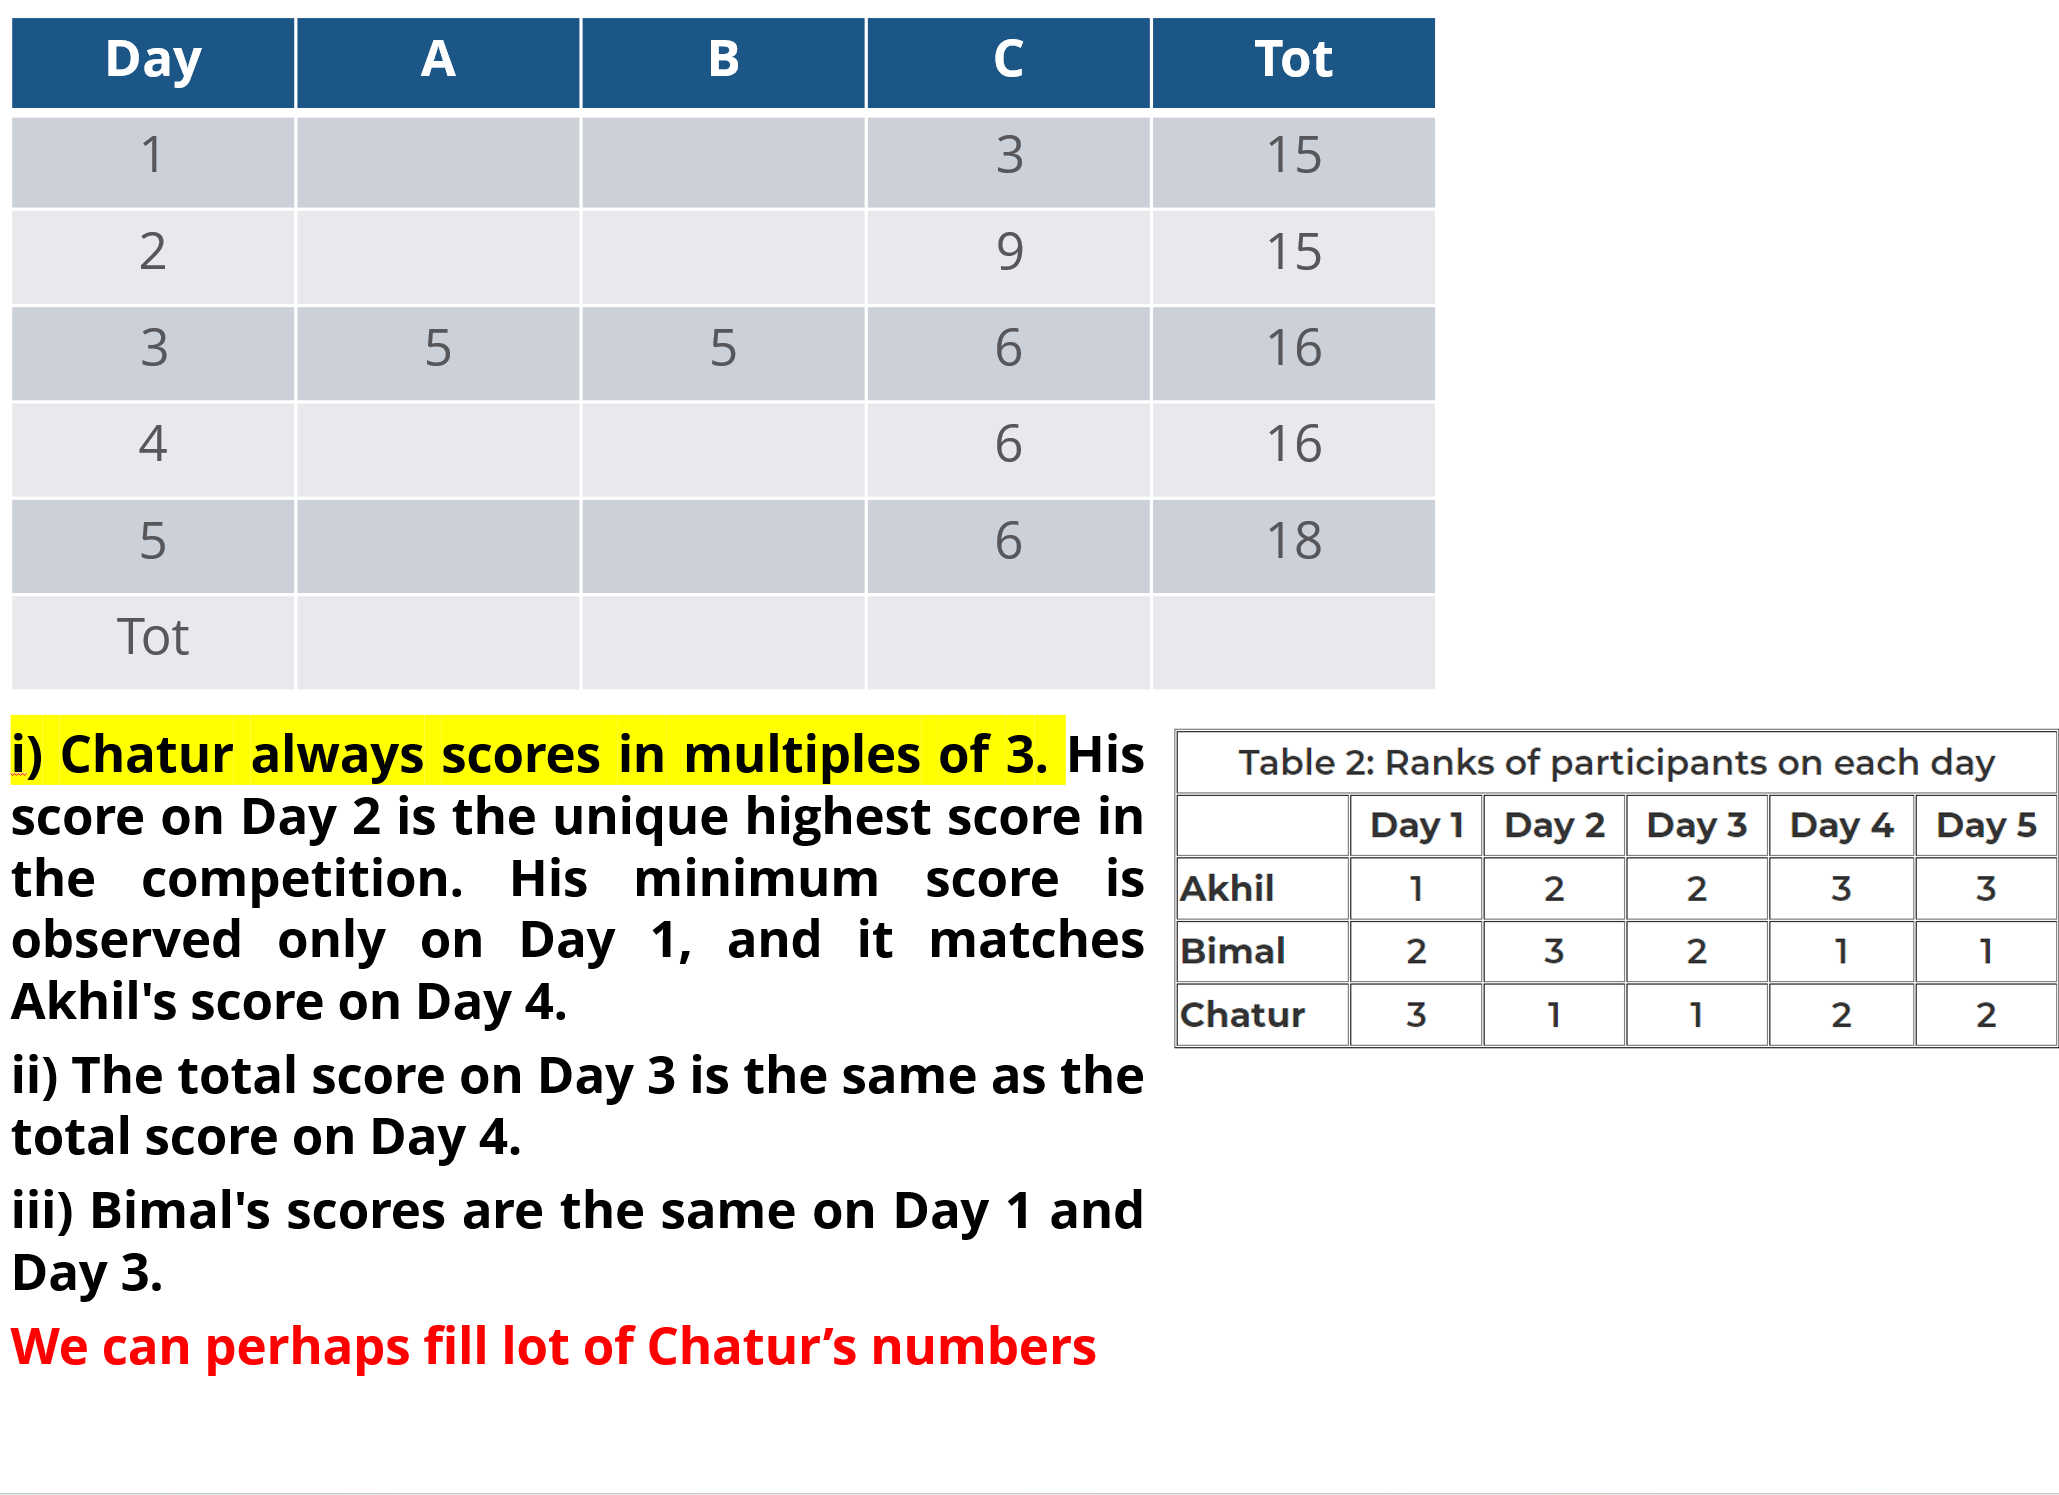 Day A B C Tot
1 3 15
2 9 15
3 5 5 6 16
4 6 16
5 6 18
Tot
i) Chatur always scores in multiples of 3. His
score on Day 2 is the unique highest score in
the competition. His minimum score is
observed only on Day 1, and it matches
Akhil's score on Day 4.
ii) The total score on Day 3 is the same as the
total score on Day 4.
iii) Bimal's scores are the same on Day 1 and
Day 3.
We can perhaps fill lot of Chatur’s numbers
Table 2: Ranks of participants on each day
Day 1 Day 2 Day 3 Day 4 Day 5
Akhil 1 2 2 3 3
Bimal 2 3 2 1 1
Chatur 3 1 1 2 2